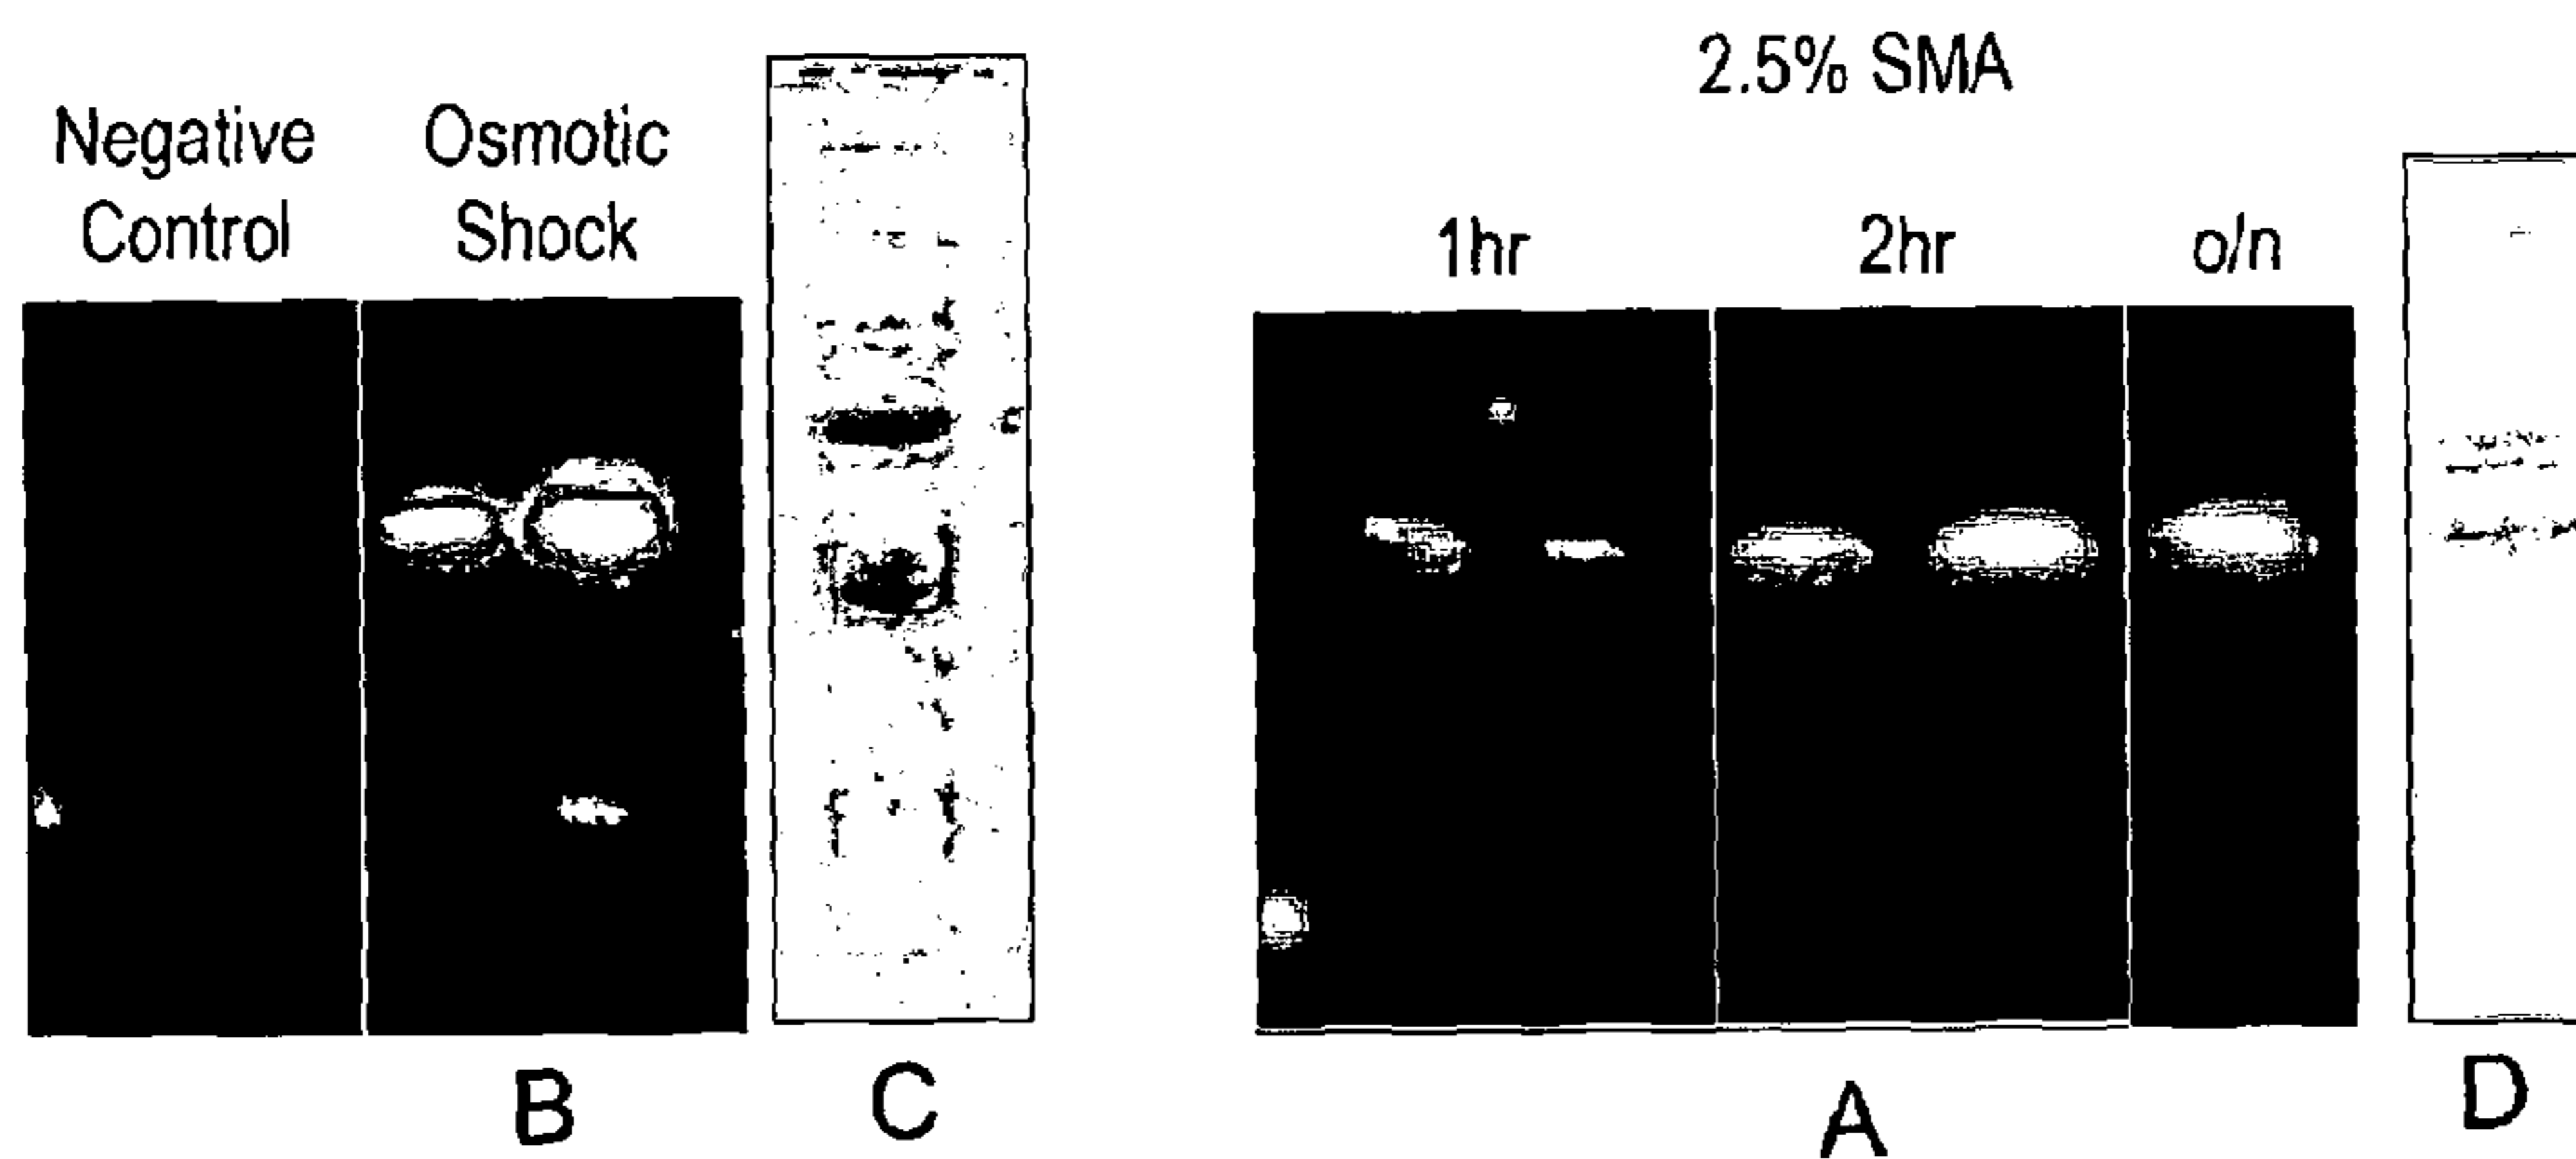 2.5% SMA
Negative
Control
Osmotic
Shock
1hr
2hr
o/n
B
C
A
D